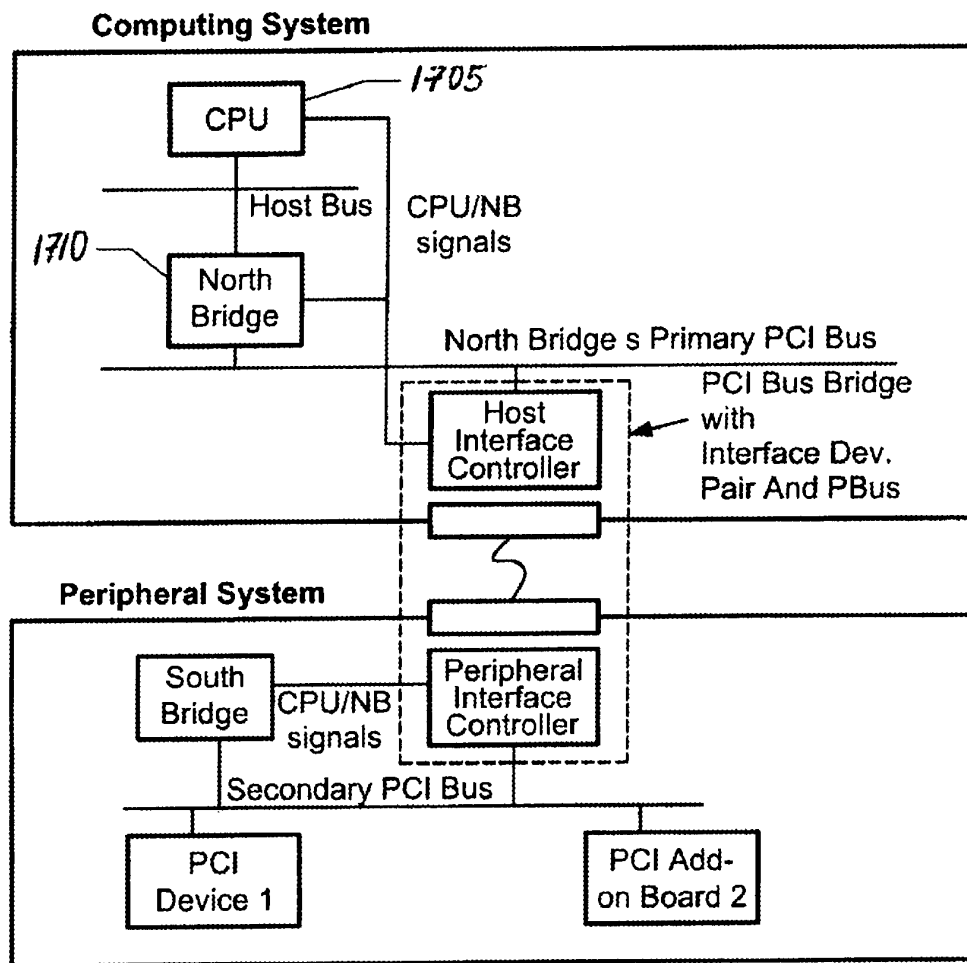 Computing System
1705
CPU
Host Bus
CPU/NB
signals
1710
North
Bridge
North Bridge s Primary PCI Bus
PCI Bus Bridge
with
Interface Dev.
Pair And PBus
Host
Interface
Controller
Peripheral System
South
Bridge
CPU/NB
signals
Peripheral
Interface
Controller
Secondary PCI Bus
PCI
Device 1
PCI Add-
on Board 2